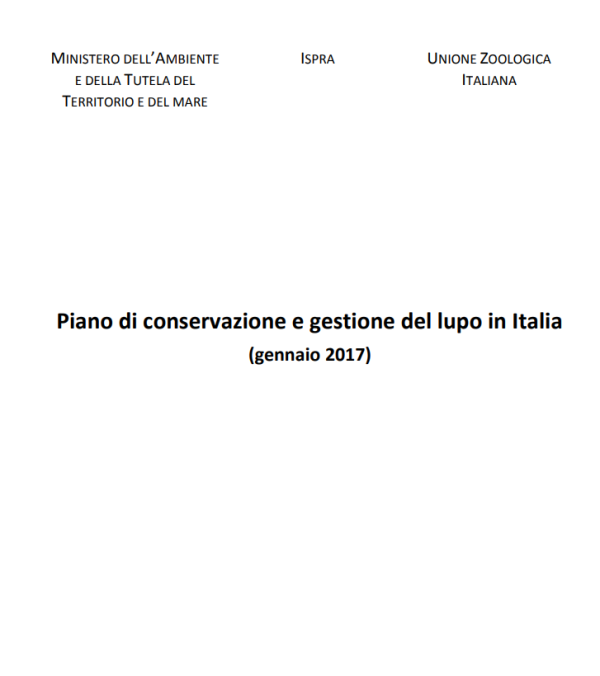 MINISTERO DELL'AMBIENTE
E DELLA TUTELA DEL
TERRITORIO E DEL MARE
ISPRA
UNIONE ZOOLOGICA
ITALIANA
Piano di conservazione e gestione del lupo in Italia
(gennaio 2017)